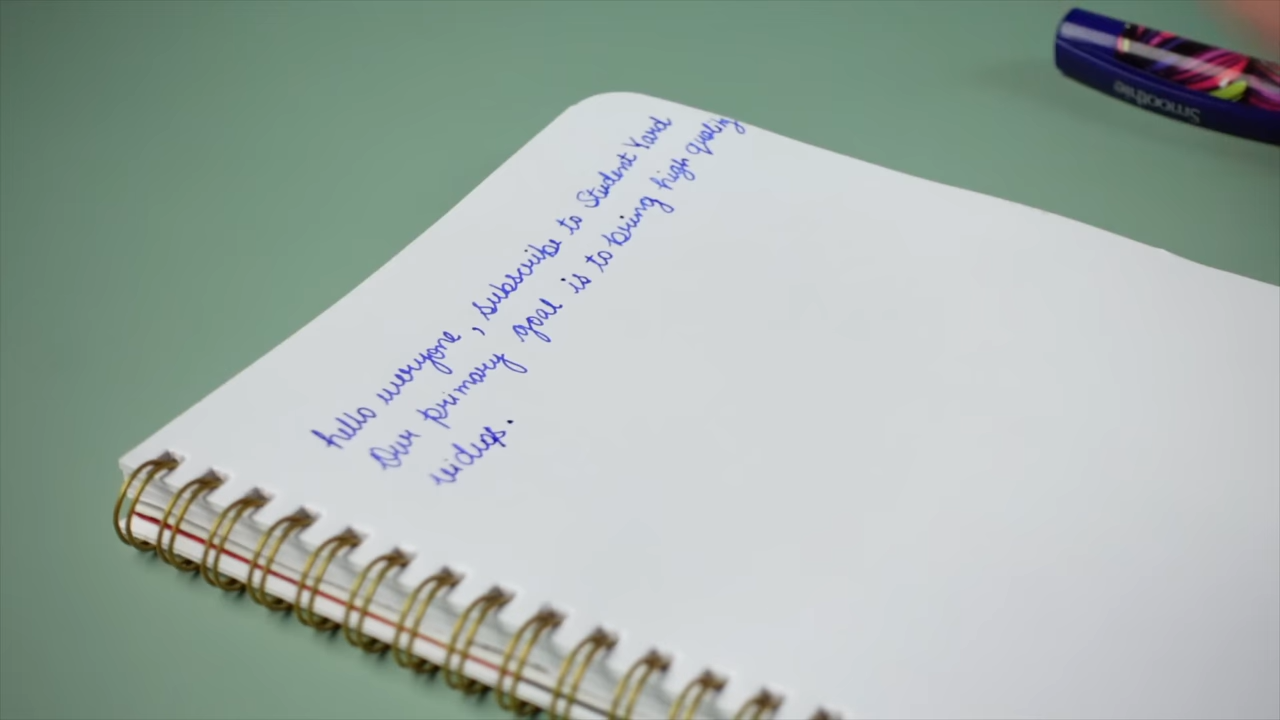 hello everyone, subscribe to Student Yard
Our primary goal is to bring high quality
videos.
Smoothie